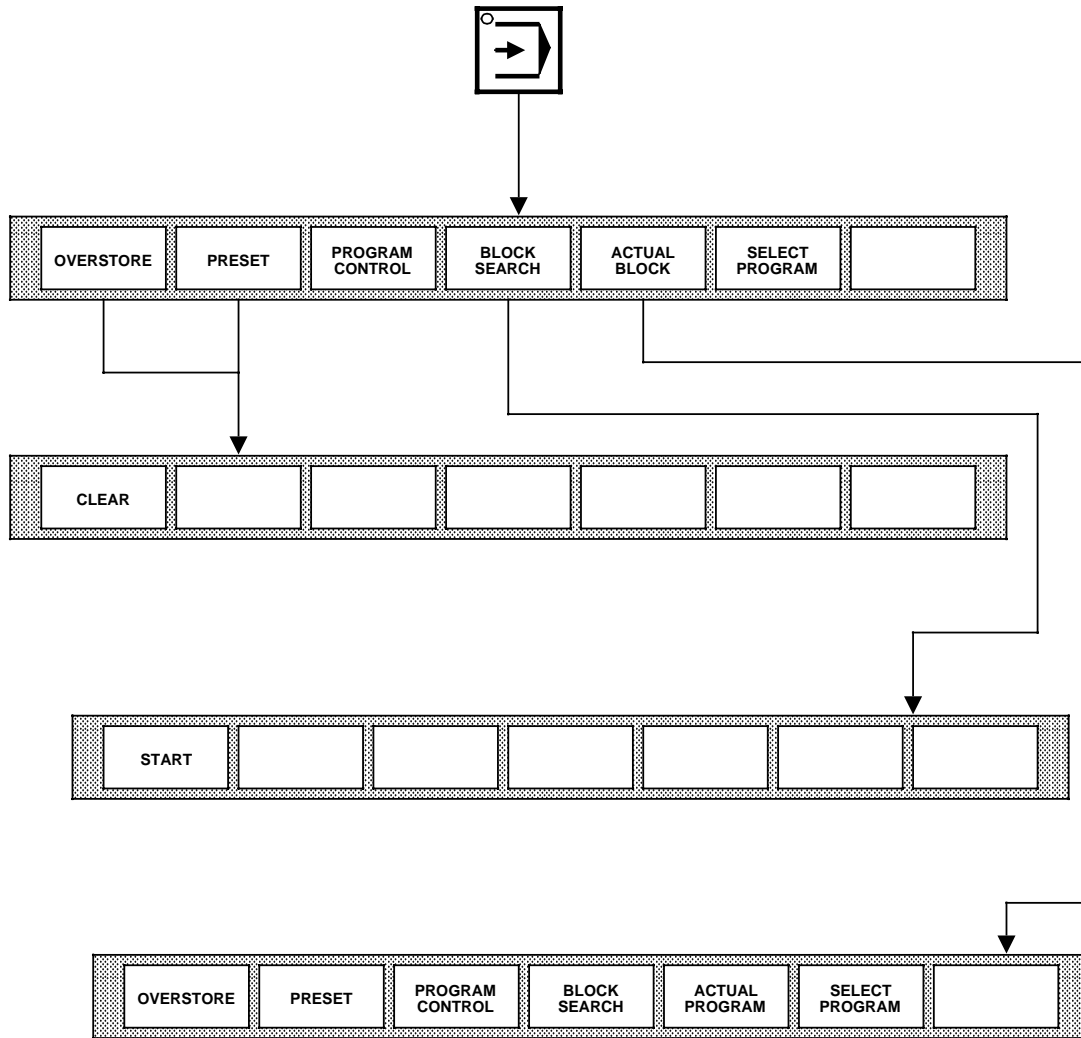 OVERSTORE
PRESET
PROGRAM
CONTROL
BLOCK
SEARCH
ACTUAL
BLOCK
SELECT
PROGRAM
CLEAR
START
OVERSTORE
PRESET
PROGRAM
CONTROL
BLOCK
SEARCH
ACTUAL
PROGRAM
SELECT
PROGRAM